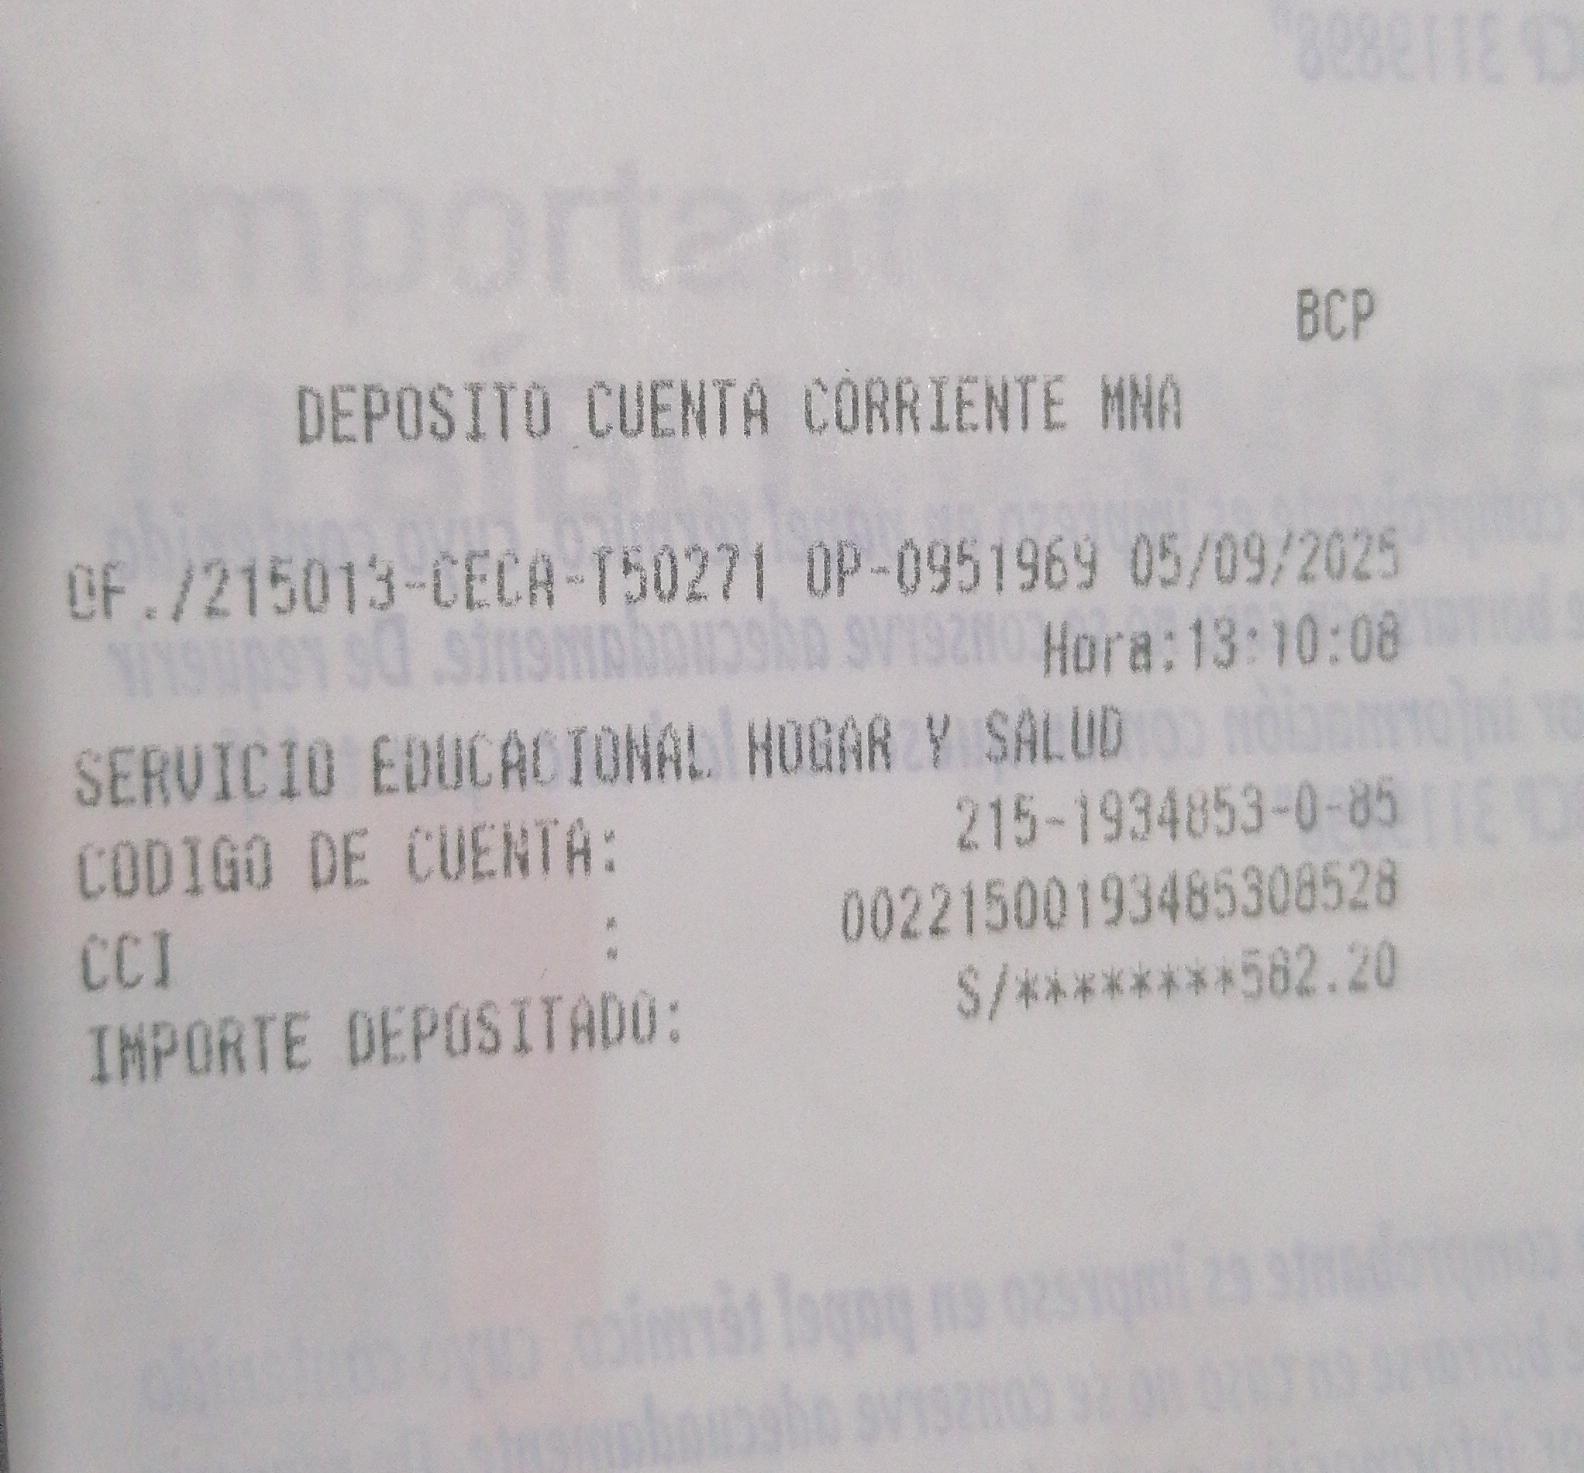 BCP
DEPOSITO CUENTA CORRIENTE MNA
OF./215013-CECA-T50271 OP-0951969 05/09/2025
Hora:13:10:08
SERVICIO EDUCACIONAL HOGAR Y SALUD
CODIGO DE CUENTA: 215-1934853-0-85
CCI : 00221500193485308528
IMPORTE DEPOSITADO: S/********582.20